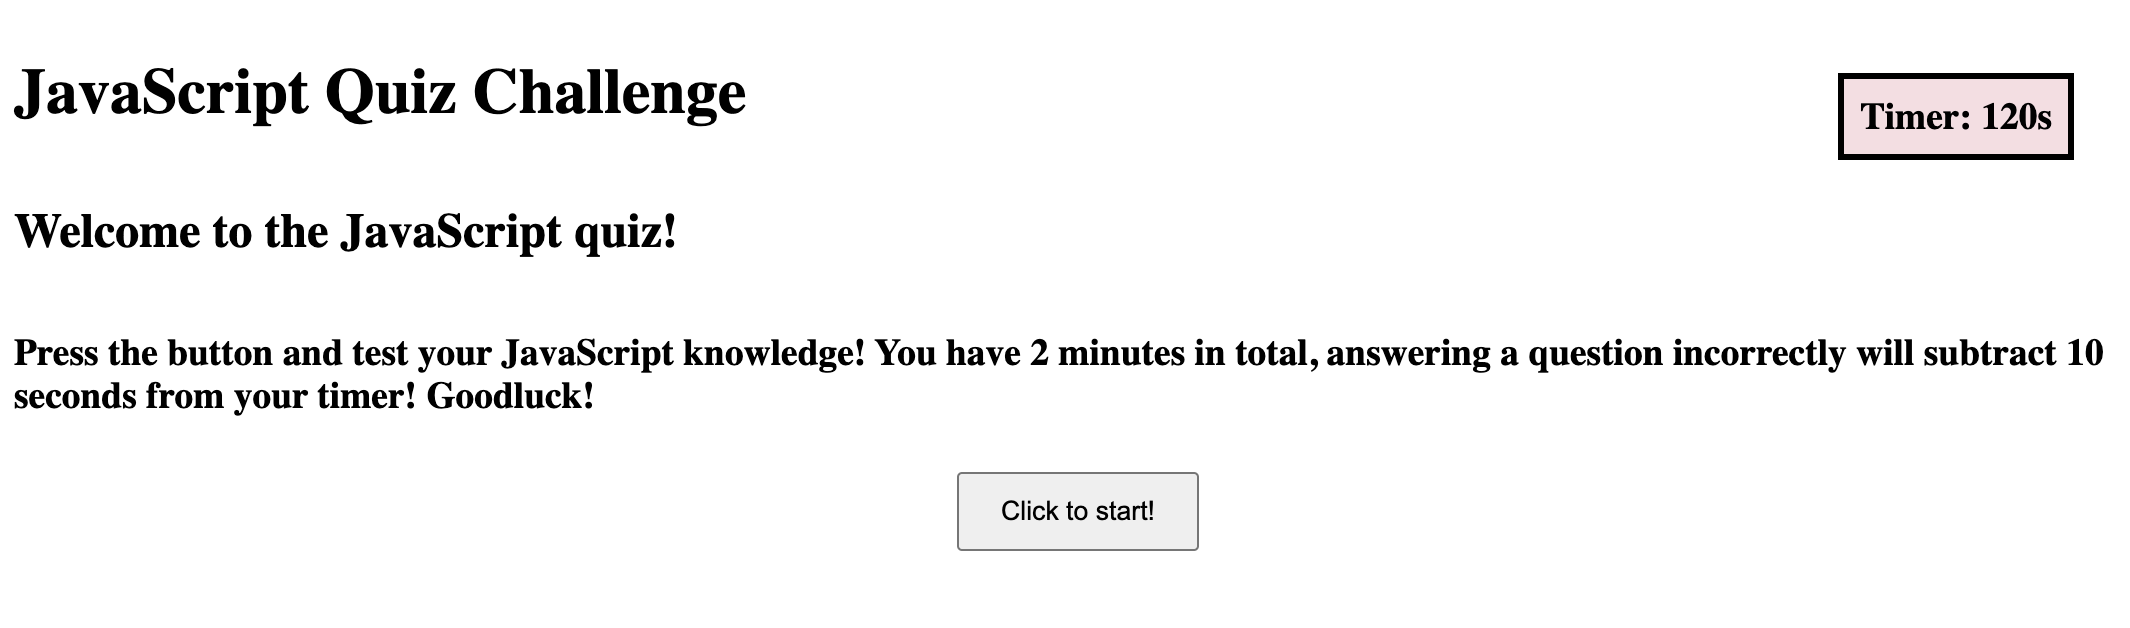 JavaScript Quiz Challenge
Timer: 120s
Welcome to the JavaScript quiz!
Press the button and test your JavaScript knowledge! You have 2 minutes in total, answering a question incorrectly will subtract 10
seconds from your timer! Goodluck!
Click to start!